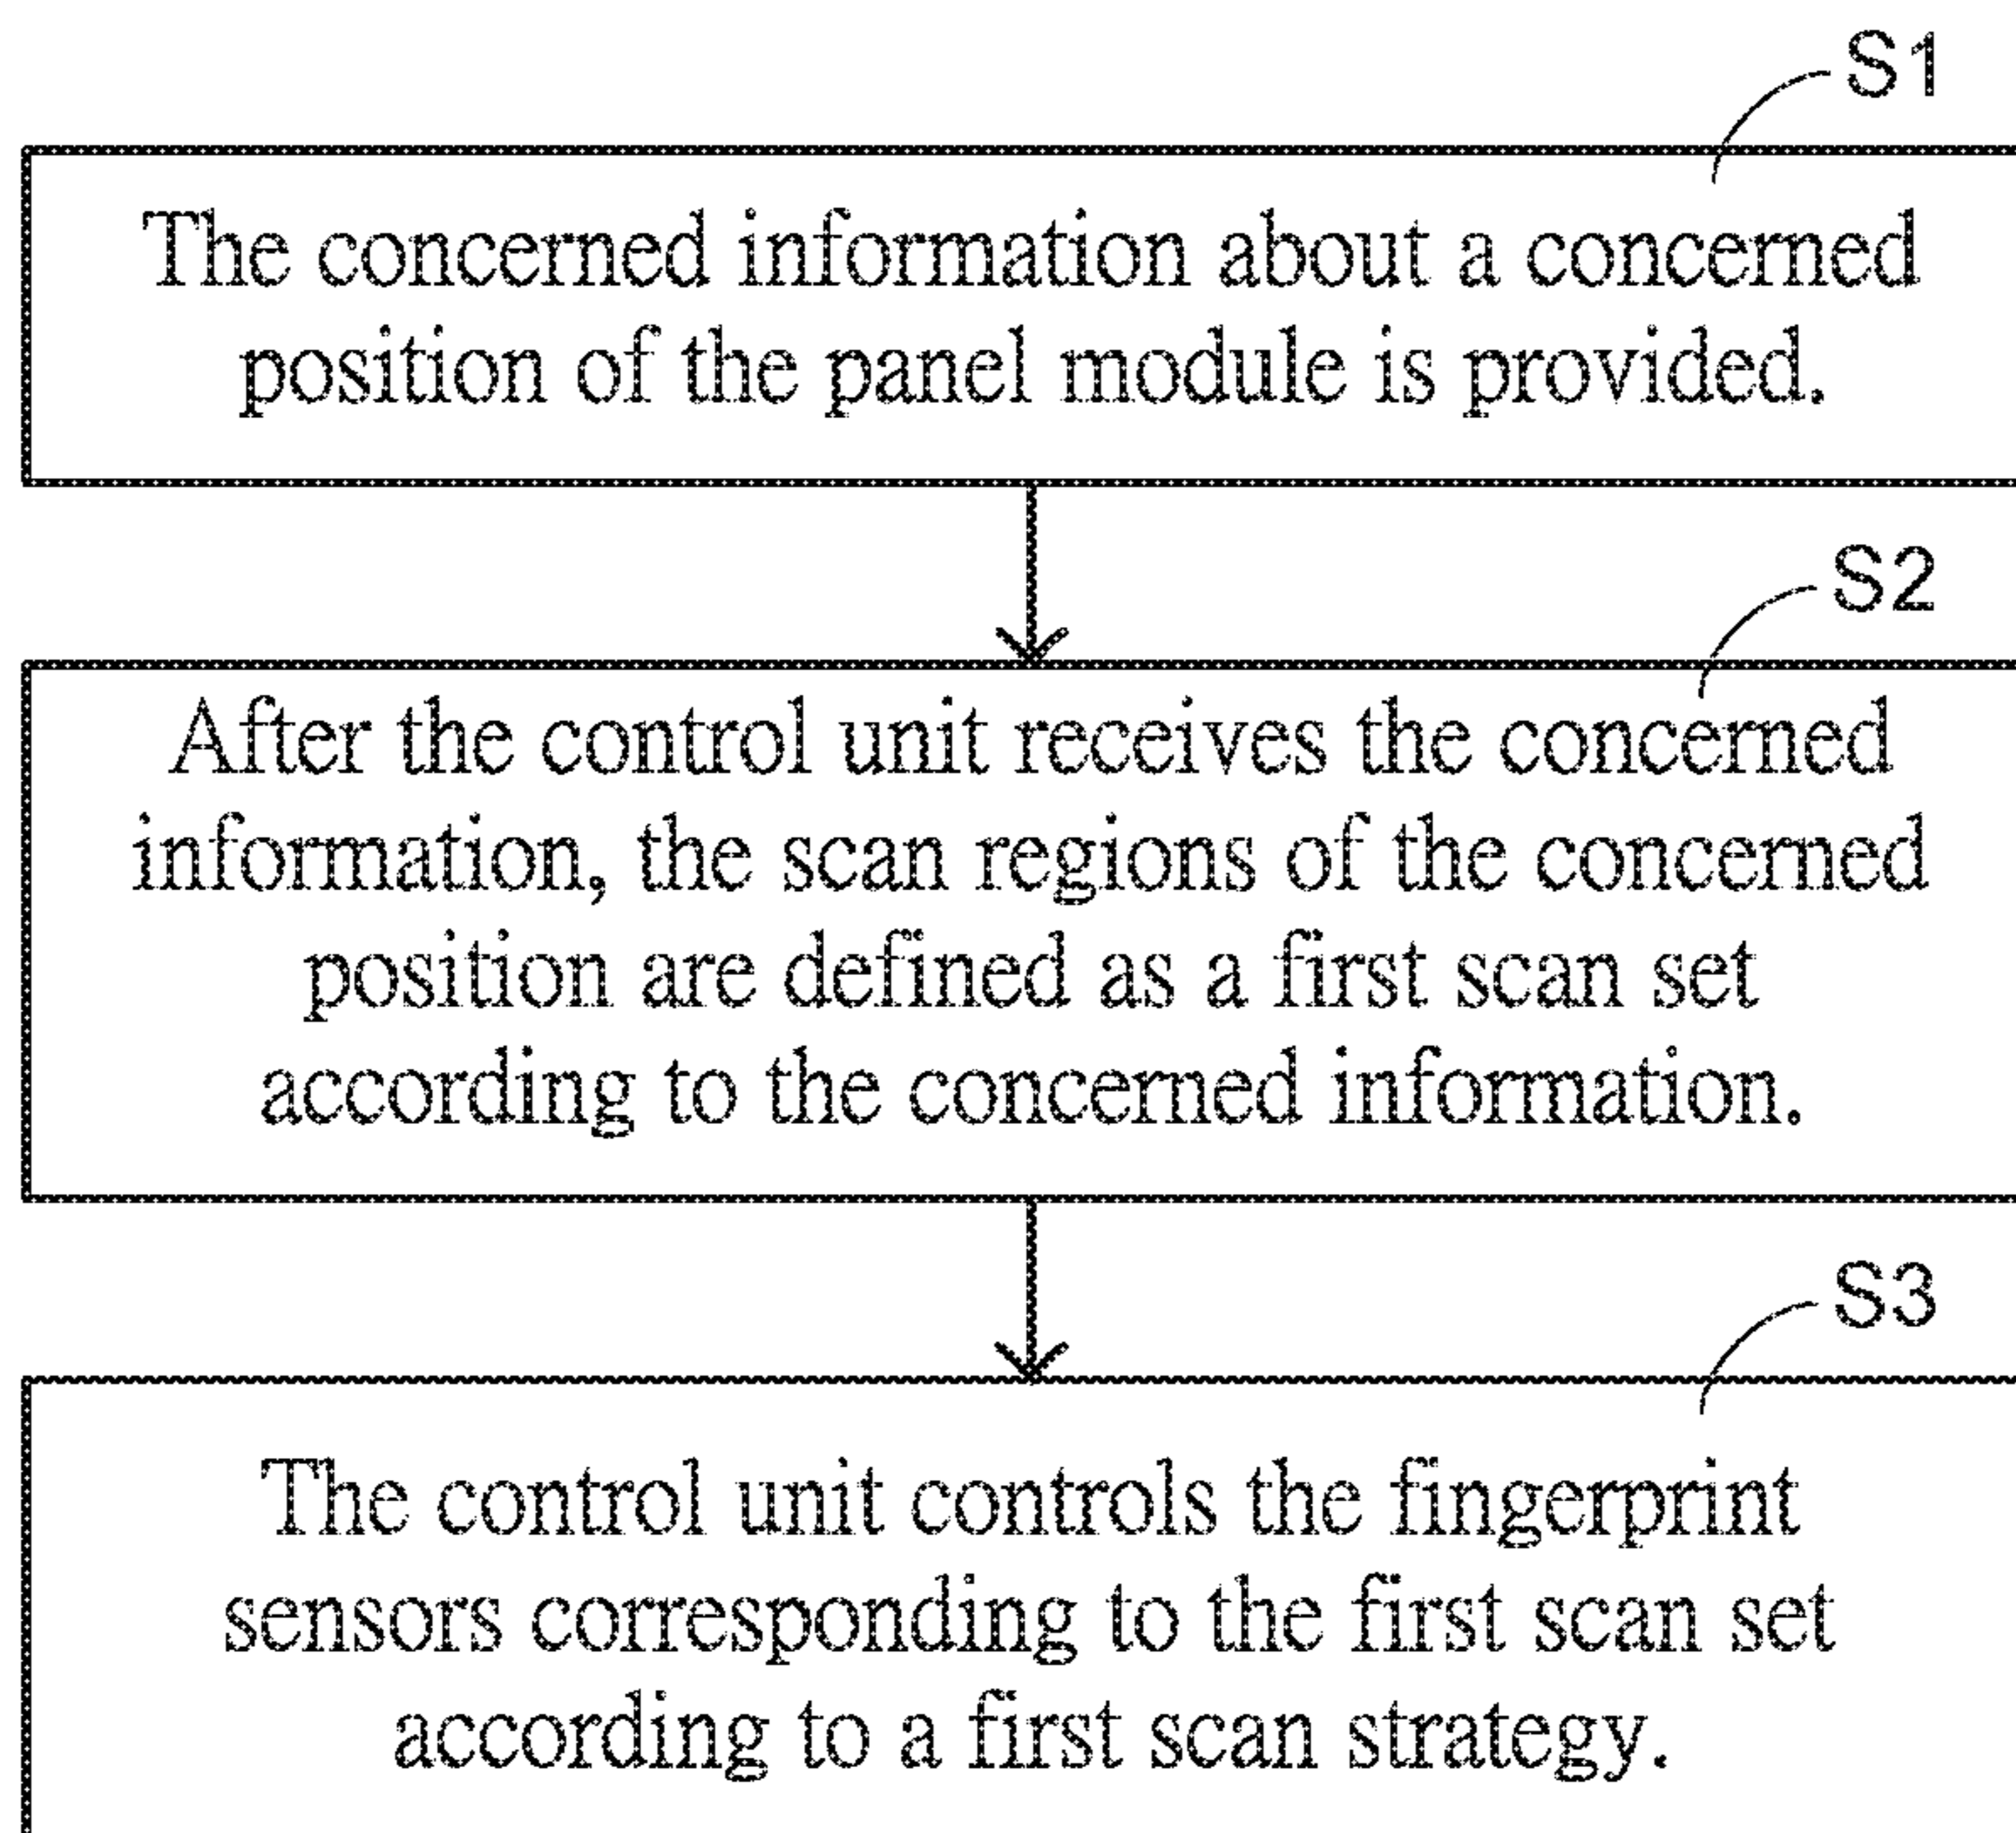 S1
The concerned information about a concerned
position of the panel module is provided.
S2
After the control unit receives the concerned
information, the scan regions of the concerned
position are defined as a first scan set
according to the concerned information.
S3
The control unit controls the fingerprint
sensors corresponding to the first scan set
according to a first scan strategy.